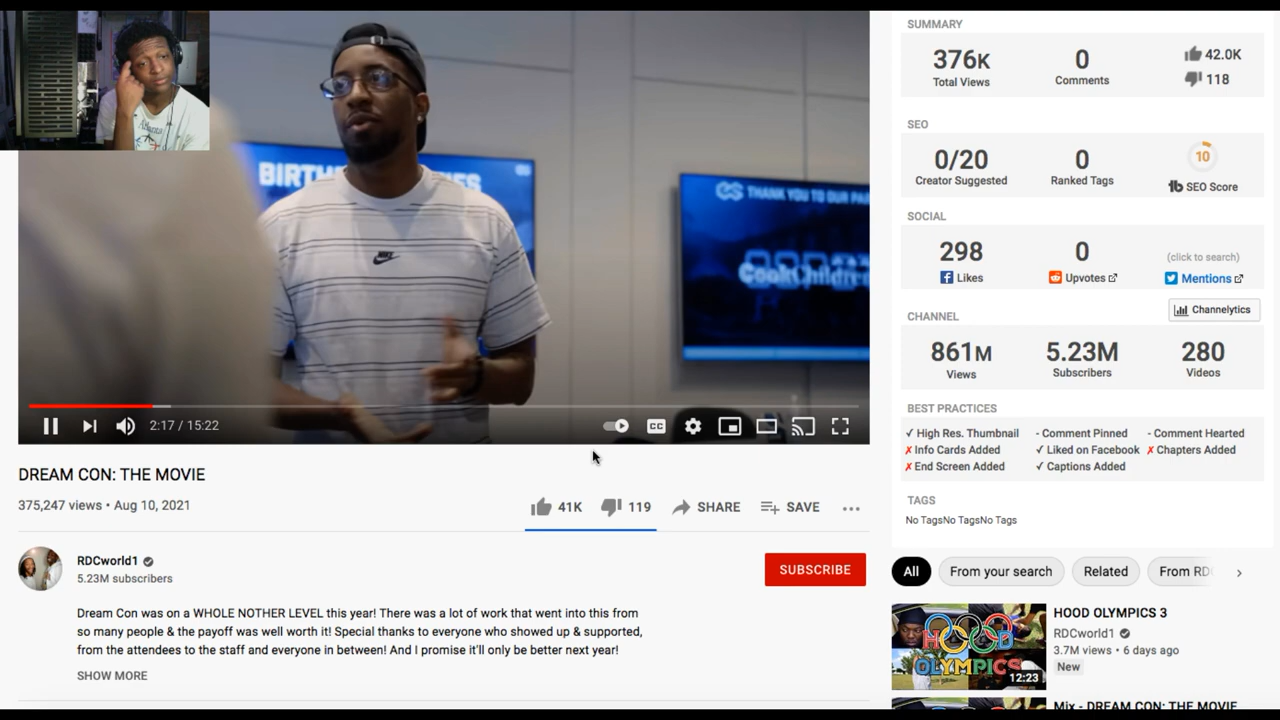 Atlanta
BIRTH
NIKE
THANK YOU TO OUR
Cook Children
2:17 / 15:22
CC
DREAM CON: THE MOVIE
375,247 views • Aug 10, 2021
41K 119 SHARE SAVE ...
RDCworld1
5.23M subscribers
SUBSCRIBE
Dream Con was on a WHOLE NOTHER LEVEL this year! There was a lot of work that went into this from
so many people & the payoff was well worth it! Special thanks to everyone who showed up & supported,
from the attendees to the staff and everyone in between! And I promise it'll only be better next year!
SHOW MORE
SUMMARY
376K 0 42.0K
Total Views Comments 118
SEO
0/20 0 10
Creator Suggested Ranked Tags tb SEO Score
SOCIAL
298 0 (click to search)
Likes Upvotes Mentions
CHANNEL Channelytics
861M 5.23M 280
Views Subscribers Videos
BEST PRACTICES
✓ High Res. Thumbnail - Comment Pinned - Comment Hearted
✗ Info Cards Added ✓ Liked on Facebook ✗ Chapters Added
✗ End Screen Added ✓ Captions Added
TAGS
No TagsNo TagsNo Tags
All From your search Related From RD
HOOD
OLYMPICS
12:23
HOOD OLYMPICS 3
RDCworld1
3.7M views • 6 days ago
New
Mix - DREAM CON: THE MOVIE